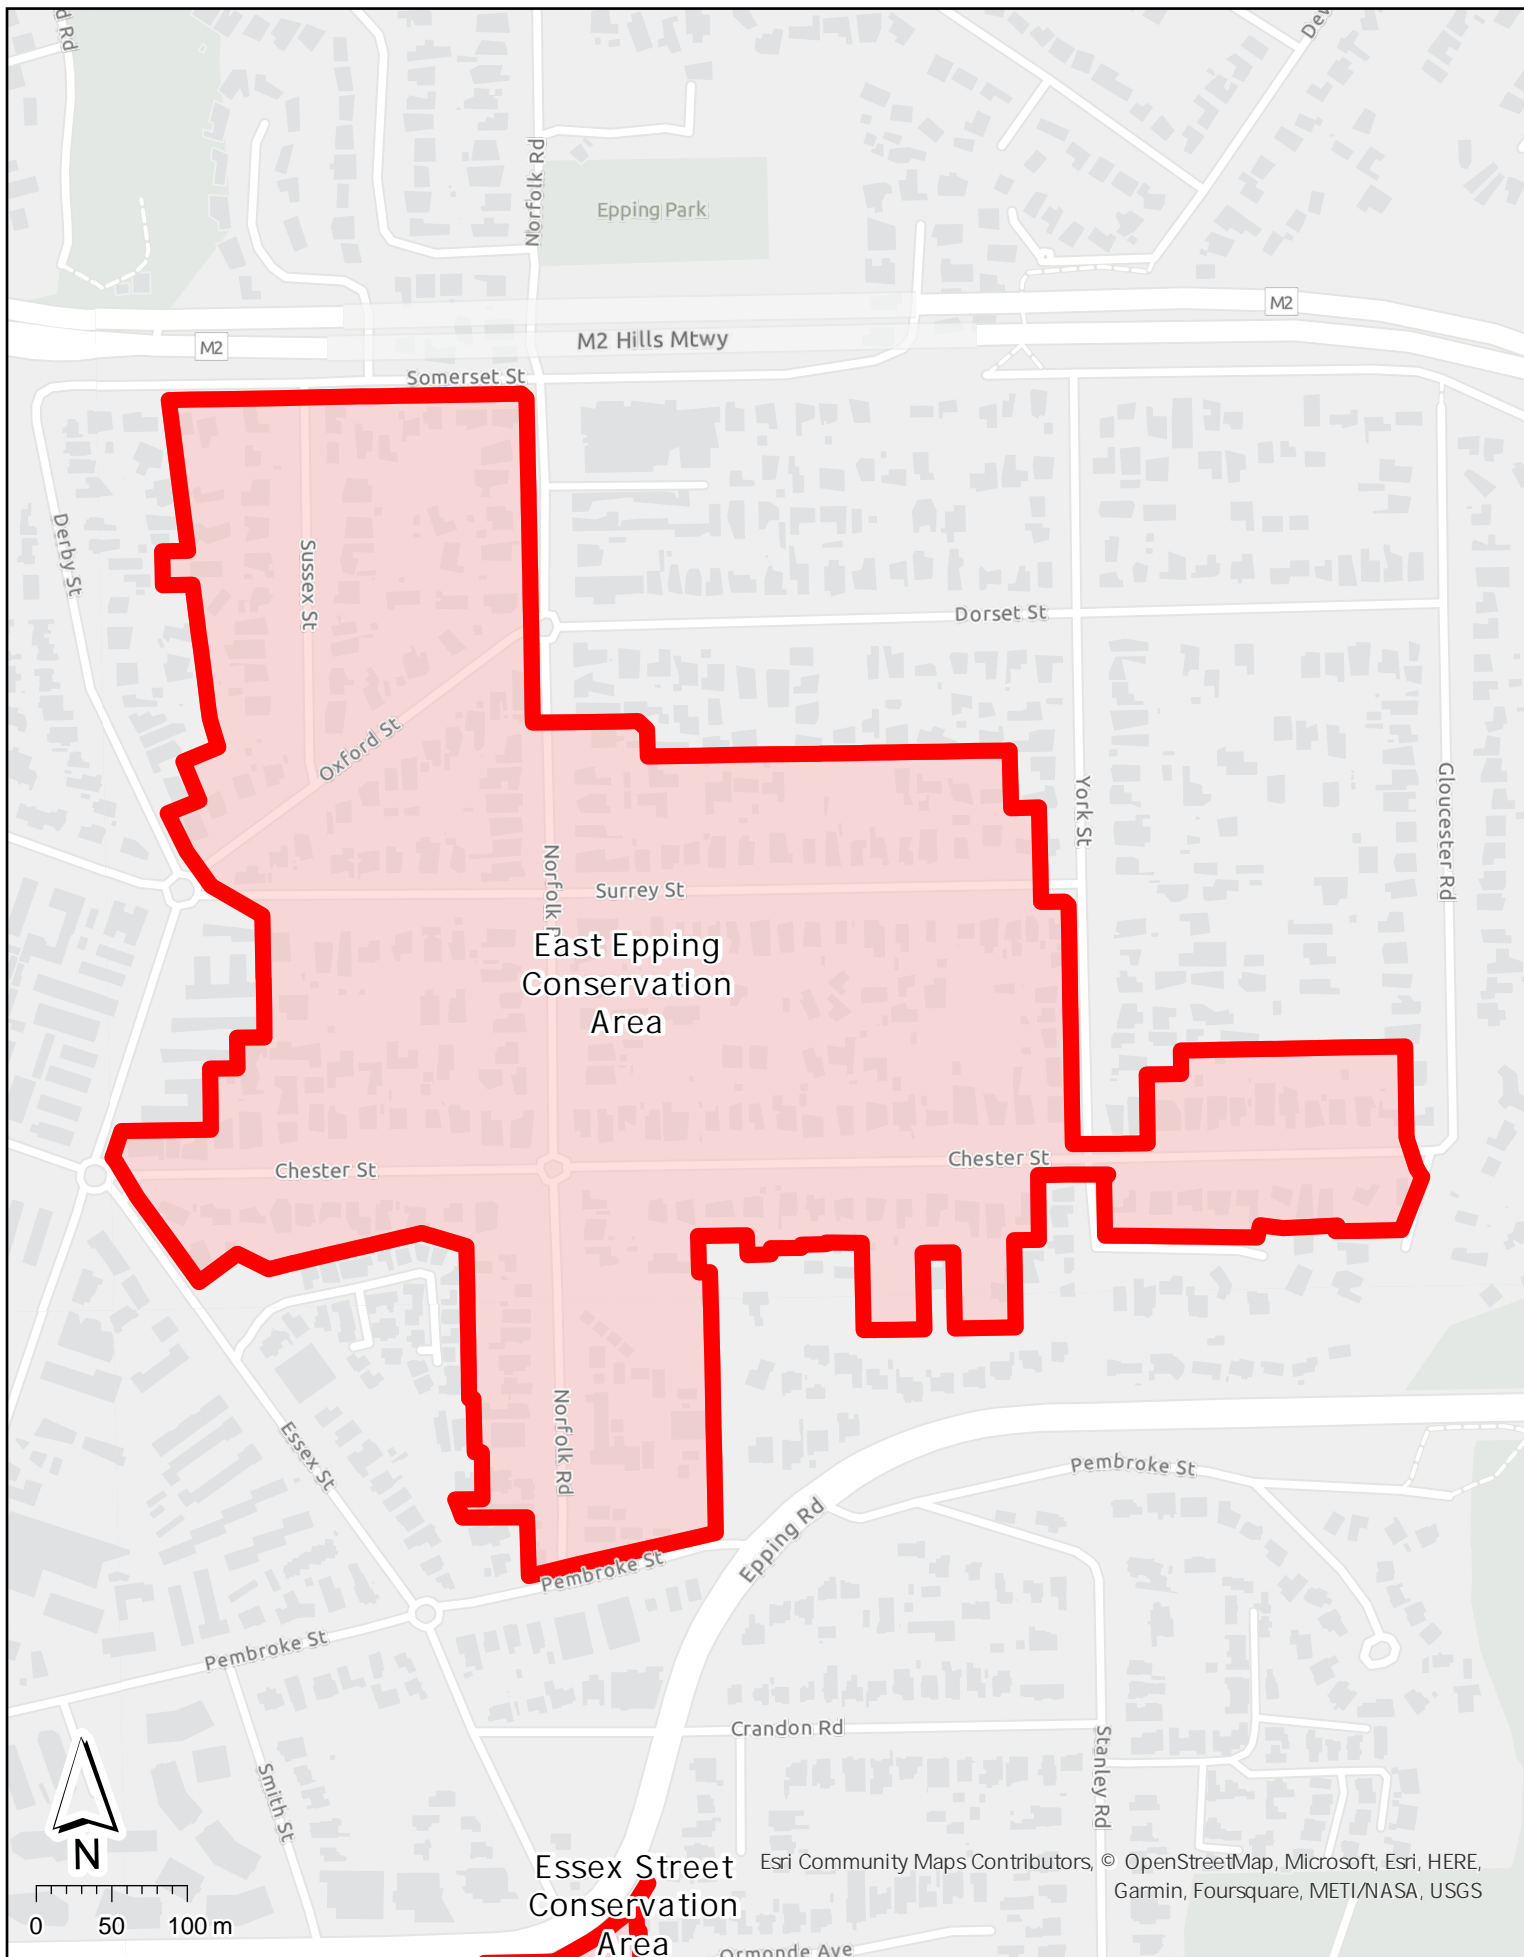 d Rd
Norfolk Rd
Epping Park
M2
M2 Hills Mtwy
M2
Somerset St
Derby St
Sussex St
Dorset St
Oxford St
York St
Gloucester Rd
Norfolk R
Surrey St
East Epping
Conservation
Area
Chester St
Chester St
Norfolk Rd
Essex St
Pembroke St
Epping Rd
Pembroke St
Pembroke St
Crandon Rd
Stanley Rd
Smith St
N
0 50 100 m
Essex Street
Conservation
Area
Esri Community Maps Contributors, © OpenStreetMap, Microsoft, Esri, HERE,
Garmin, Foursquare, METI/NASA, USGS
Ormonde Ave